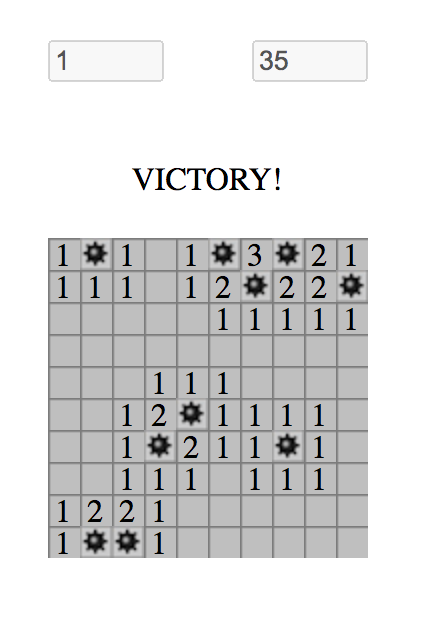 1 35
VICTORY!
1 1 1 3 2 1
1 1 1 1 2 2 2
1 1 1 1 1
1 1 1
1 2 1 1 1 1
1 2 1 1 1
1 1 1 1 1 1
1 2 2 1
1 1